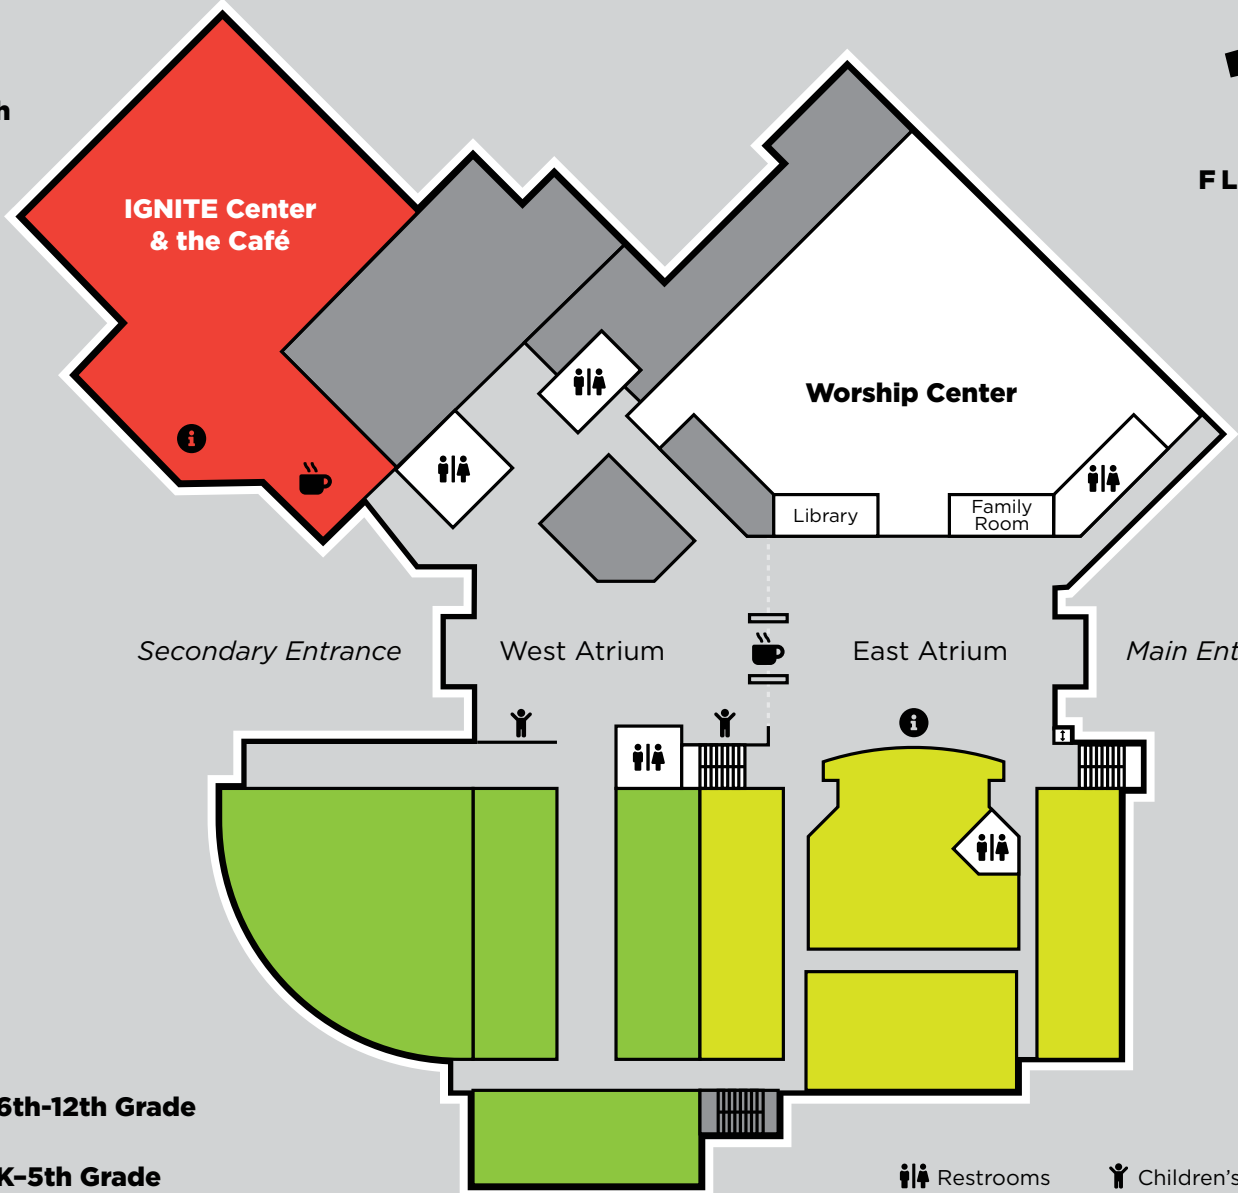 h
FL
IGNITE Center
& the Café
Worship Center
Library
Family
Room
Secondary Entrance
West Atrium
East Atrium
Main Ent
6th-12th Grade
K–5th Grade
Restrooms
Children's